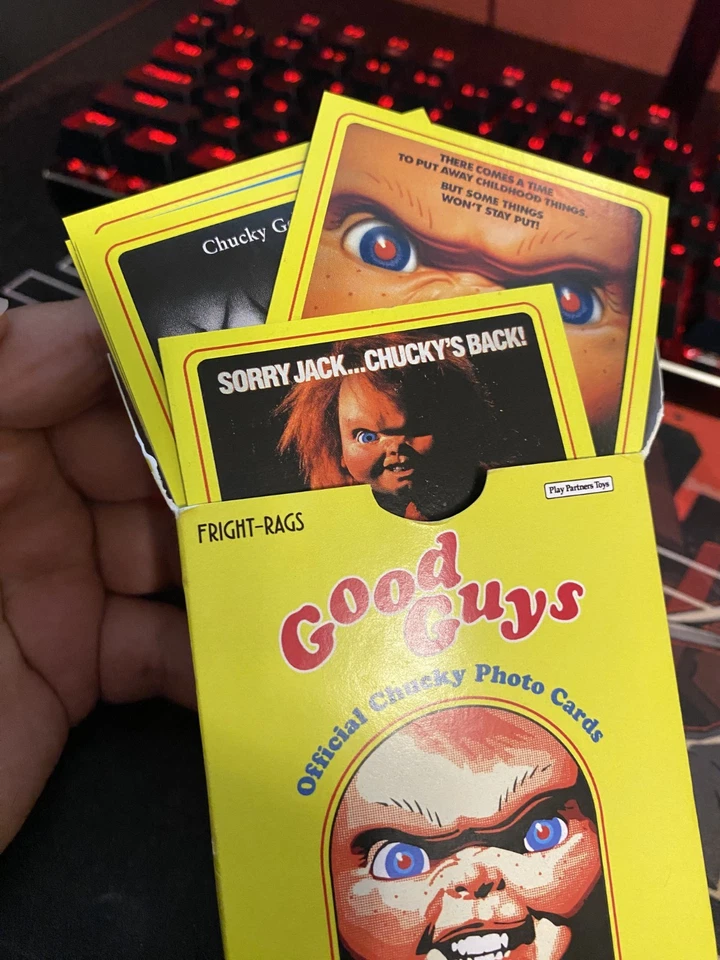 THERE COMES A TIME
TO PUT AWAY CHILDHOOD THINGS.
BUT SOME THINGS
WON'T STAY PUT!
Chucky
SORRY JACK...CHUCKY'S BACK!
Play Partners Toys
FRIGHT-RAGS
Good
Guys
Official Chucky Photo Cards